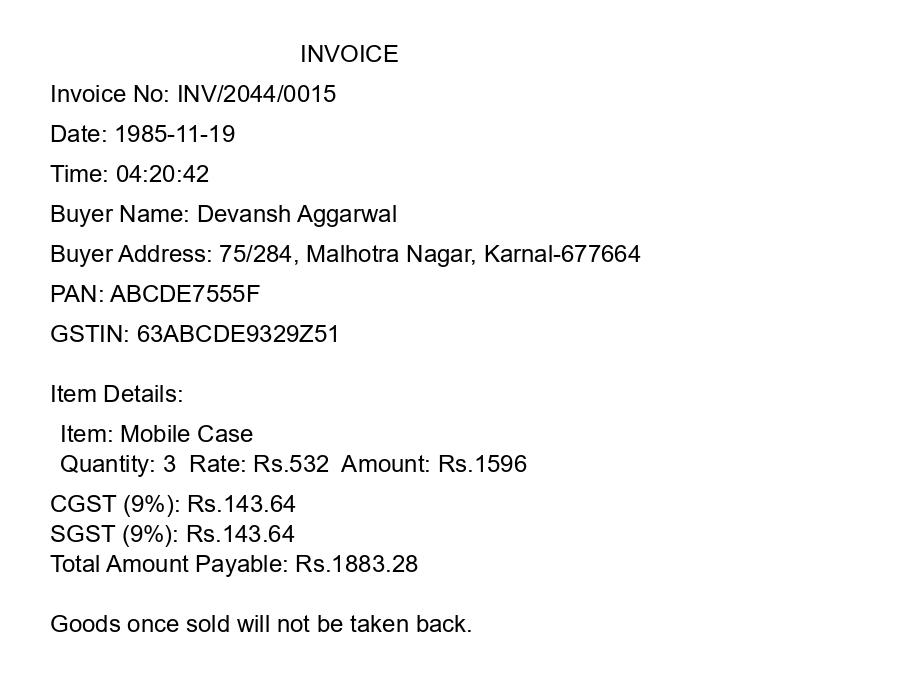 INVOICE
Invoice No: INV/2044/0015
Date: 1985-11-19
Time: 04:20:42
Buyer Name: Devansh Aggarwal
Buyer Address: 75/284, Malhotra Nagar, Karnal-677664
PAN: ABCDE7555F
GSTIN: 63ABCDE9329Z51
Item Details:
Item: Mobile Case
Quantity: 3  Rate: Rs.532  Amount: Rs.1596
CGST (9%): Rs.143.64
SGST (9%): Rs.143.64
Total Amount Payable: Rs.1883.28
Goods once sold will not be taken back.